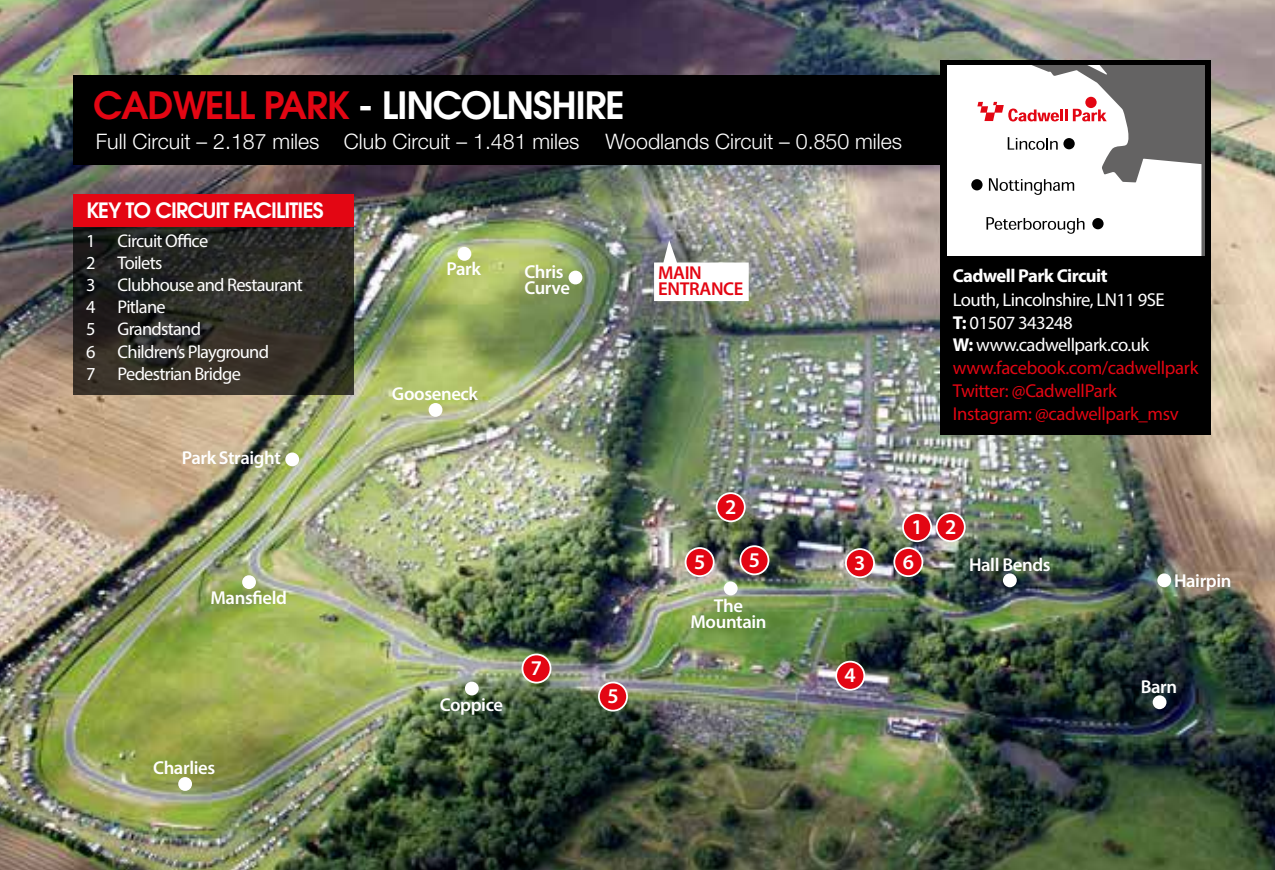 CADWELL PARK - LINCOLNSHIRE
Full Circuit – 2.187 miles Club Circuit – 1.481 miles Woodlands Circuit – 0.850 miles
KEY TO CIRCUIT FACILITIES
1 Circuit Office
2 Toilets
3 Clubhouse and Restaurant
4 Pitlane
5 Grandstand
6 Children's Playground
7 Pedestrian Bridge
Cadwell Park
Lincoln
Nottingham
Peterborough
Cadwell Park Circuit
Louth, Lincolnshire, LN11 9SE
T: 01507 343248
W: www.cadwellpark.co.uk
www.facebook.com/cadwellpark
Twitter: @CadwellPark
Instagram: @cadwellpark_msv
Park
Chris
Curve
MAIN
ENTRANCE
Gooseneck
Park Straight
2
1
2
5
5
3
6
Hall Bends
Hairpin
Mansfield
The
Mountain
7
4
5
Coppice
Barn
Charlies